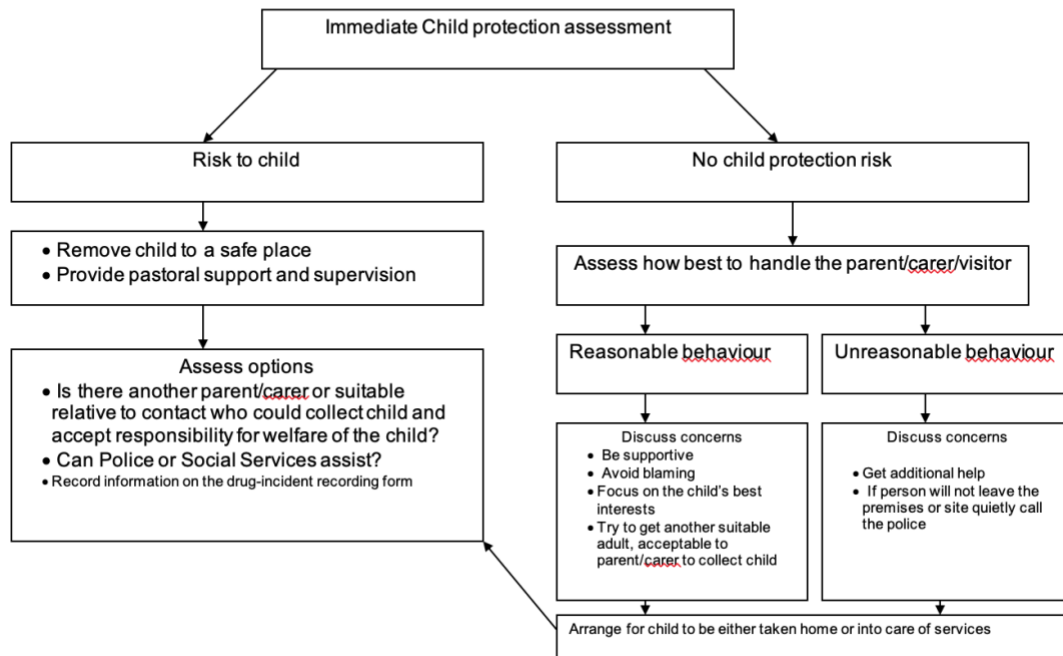 Immediate Child protection assessment
Risk to child
No child protection risk
• Remove child to a safe place
• Provide pastoral support and supervision
Assess how best to handle the parent/carer/visitor
Assess options
• Is there another parent/carer or suitable
relative to contact who could collect child and
accept responsibility for welfare of the child?
• Can Police or Social Services assist?
• Record information on the drug-incident recording form
Reasonable behaviour
Unreasonable behaviour
Discuss concerns
• Be supportive
• Avoid blaming
• Focus on the child's best
interests
• Try to get another suitable
adult, acceptable to
parent/carer to collect child
Discuss concerns
• Get additional help
• If person will not leave the
premises or site quietly call
the police
Arrange for child to be either taken home or into care of services